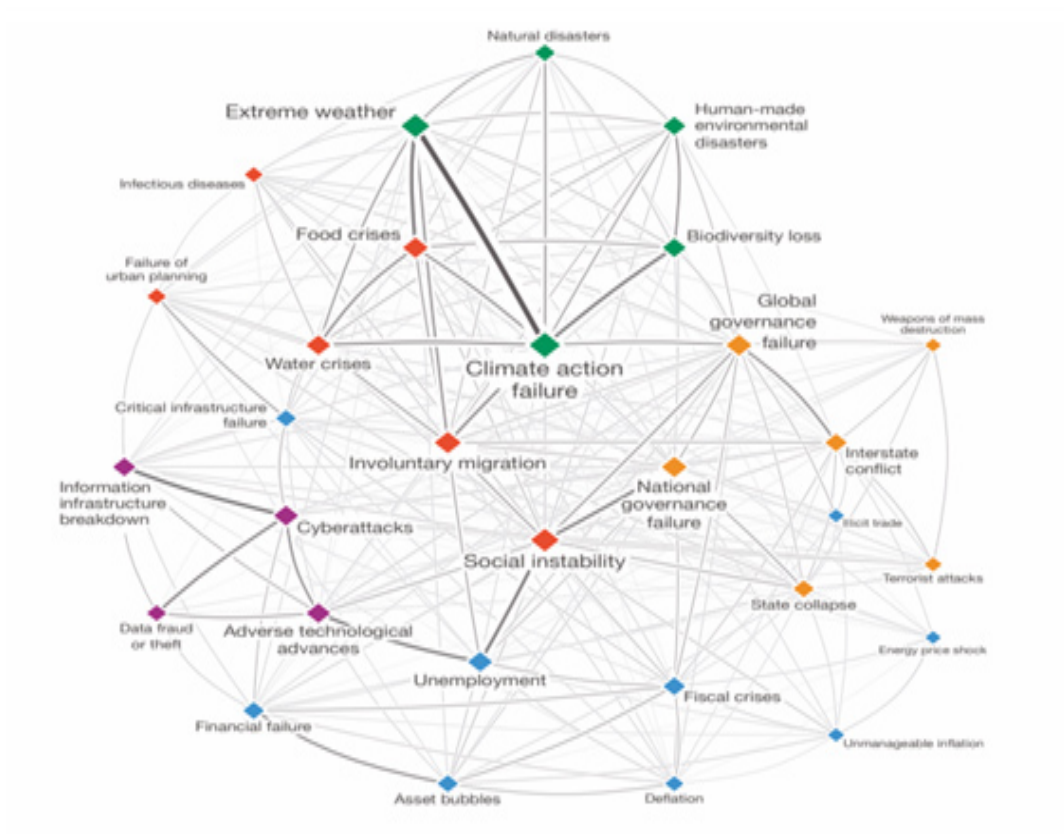 Natural disasters
Extreme weather
Human-made
environmental
disasters
Infectious diseases
Food crises
Biodiversity loss
Failure of
urban planning
Global
governance
failure
Weapons of mass
destruction
Water crises
Climate action
failure
Critical infrastructure
failure
Involuntary migration
Interstate
conflict
Information
infrastructure
breakdown
National
governance
failure
Cyberattacks
Illicit trade
Social instability
Terrorist attacks
State collapse
Data fraud
or theft
Adverse technological
advances
Energy price shock
Unemployment
Fiscal crises
Financial failure
Unmanageable inflation
Asset bubbles
Deflation